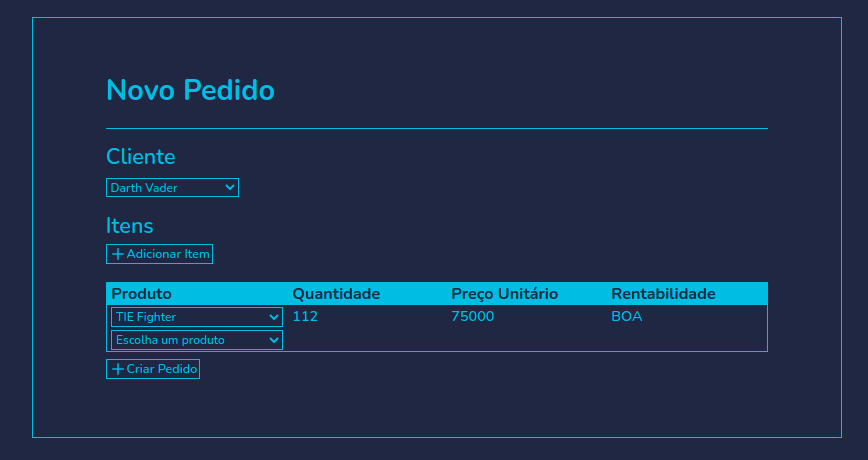 Novo Pedido
Cliente
Darth Vader
Itens
Adicionar Item
Produto Quantidade Preço Unitário Rentabilidade
TIE Fighter 112 75000 BOA
Escolha um produto
Criar Pedido